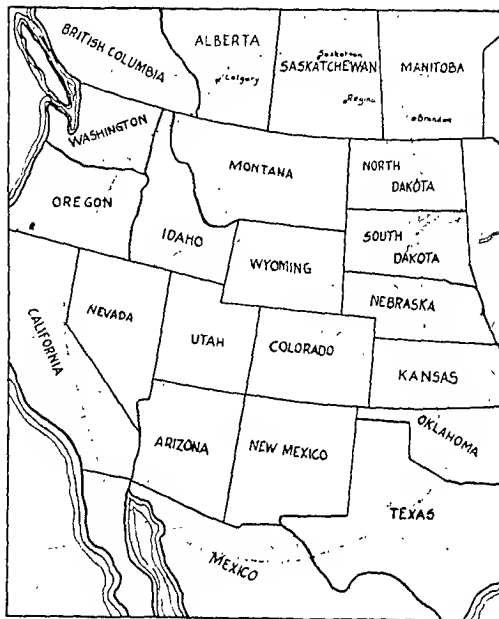 BRITISH COLUMBIA
ALBERTA
Calgary
Saskatoon
SASKATCHEWAN
Regina
MANITOBA
Brandon
WASHINGTON
MONTANA
NORTH
DAKOTA
OREGON
IDAHO
WYOMING
SOUTH
DAKOTA
NEBRASKA
CALIFORNIA
NEVADA
UTAH
COLORADO
KANSAS
ARIZONA
NEW MEXICO
OKLAHOMA
TEXAS
MEXICO